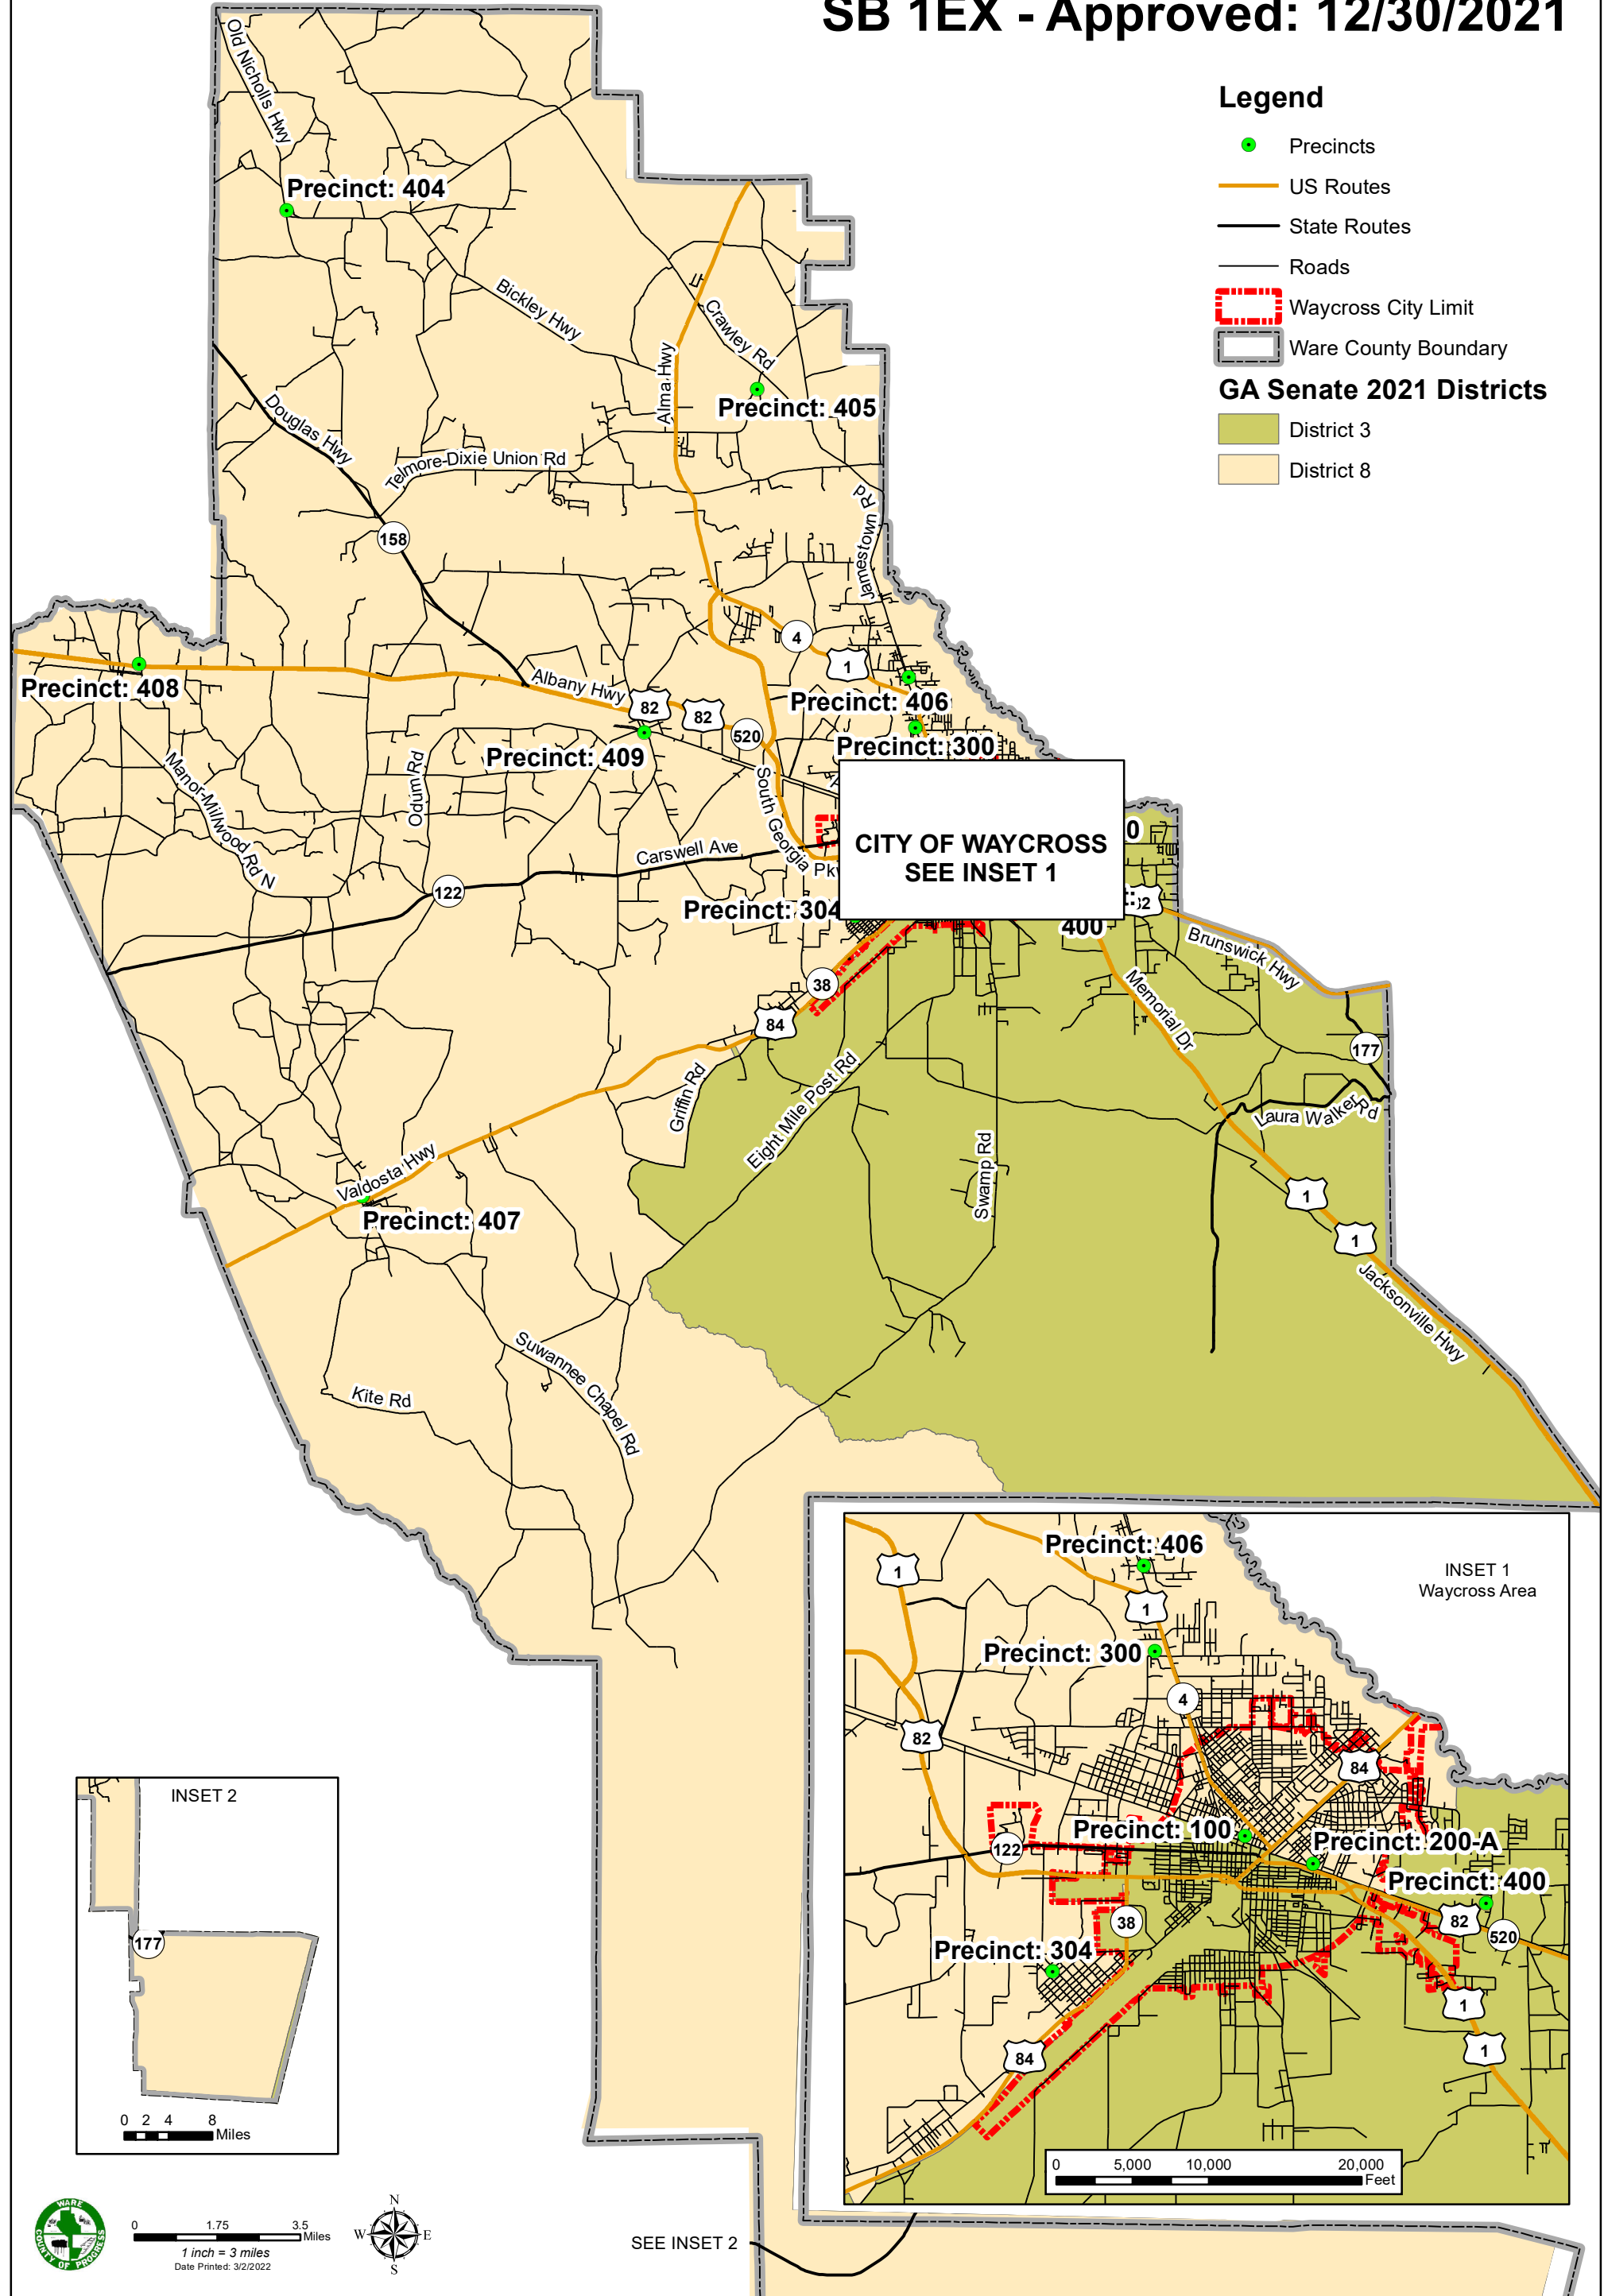 SB 1EX - Approved: 12/30/2021
Legend
Precincts
US Routes
State Routes
Roads
Waycross City Limit
Ware County Boundary
GA Senate 2021 Districts
District 3
District 8
Old Nicholls Hwy
Precinct: 404
Bickley Hwy
Crawley Rd
Alma Hwy
Precinct: 405
Douglas Hwy
Telmore-Dixie Union Rd
Jamestown Rd
158
4
1
Precinct: 408
Albany Hwy
82
82
520
Precinct: 406
Precinct: 300
Precinct: 409
Manor-Millwood Rd N
Odum Rd
South Georgia Pkw
Carswell Ave
122
CITY OF WAYCROSS
SEE INSET 1
0
Precinct: 304
400
Brunswick Hwy
38
84
Memorial Dr
177
Griffin Rd
Eight Mile Post Rd
Laura Walker Rd
Swamp Rd
Valdosta Hwy
Precinct: 407
1
1
Jacksonville Hwy
Suwannee Chapel Rd
Kite Rd
INSET 1
Waycross Area
Precinct: 406
1
1
Precinct: 300
4
82
84
Precinct: 100
122
Precinct: 200-A
Precinct: 400
38
82
520
Precinct: 304
1
84
1
0 5,000 10,000 20,000
Feet
INSET 2
177
0 2 4 8
Miles
WARE
COUNTY OF PROGRESS
0 1.75 3.5
Miles
1 inch = 3 miles
Date Printed: 3/2/2022
N
W E
S
SEE INSET 2